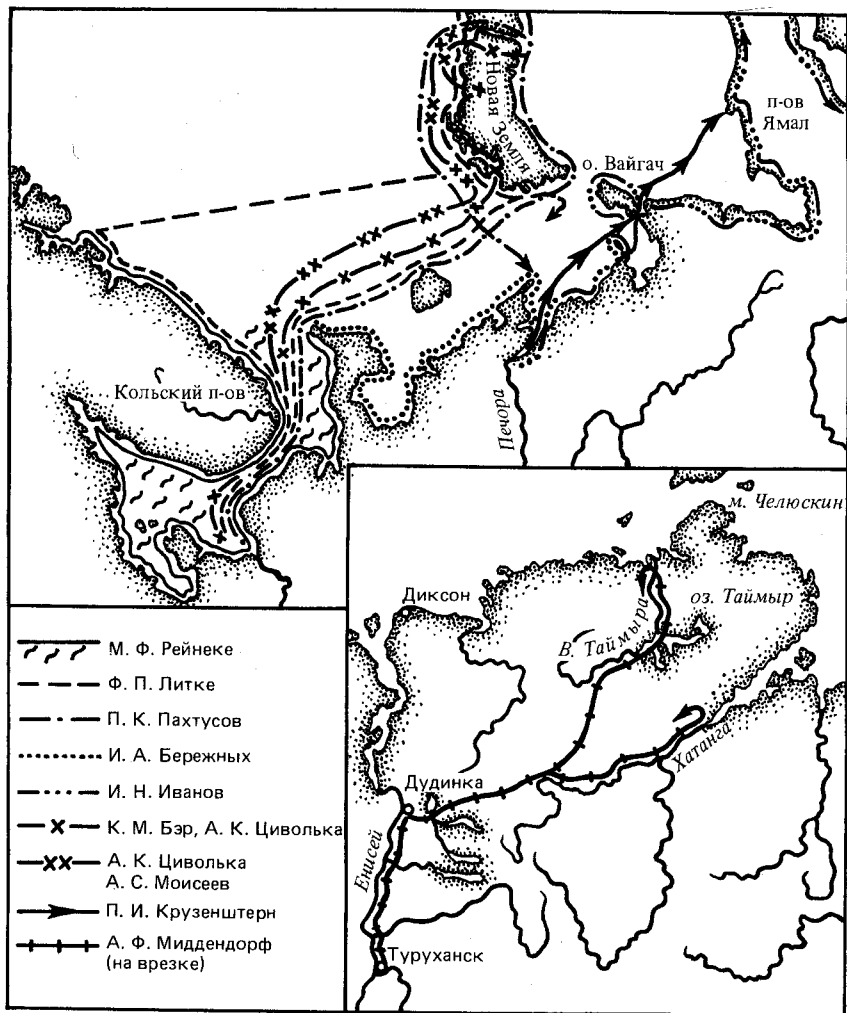 Новая Земля
п-ов
Ямал
о. Вайгач
Кольский п-ов
Печора
м. Челюскин
Диксон
оз. Таймыр
В. Таймыра
Хатанга
Дудинка
Енисей
Туруханск
М. Ф. Рейнеке
Ф. П. Литке
П. К. Пахтусов
И. А. Бережных
И. Н. Иванов
К. М. Бэр, А. К. Циволька
А. К. Циволька
А. С. Моисеев
П. И. Крузенштерн
А. Ф. Миддендорф
(на врезке)